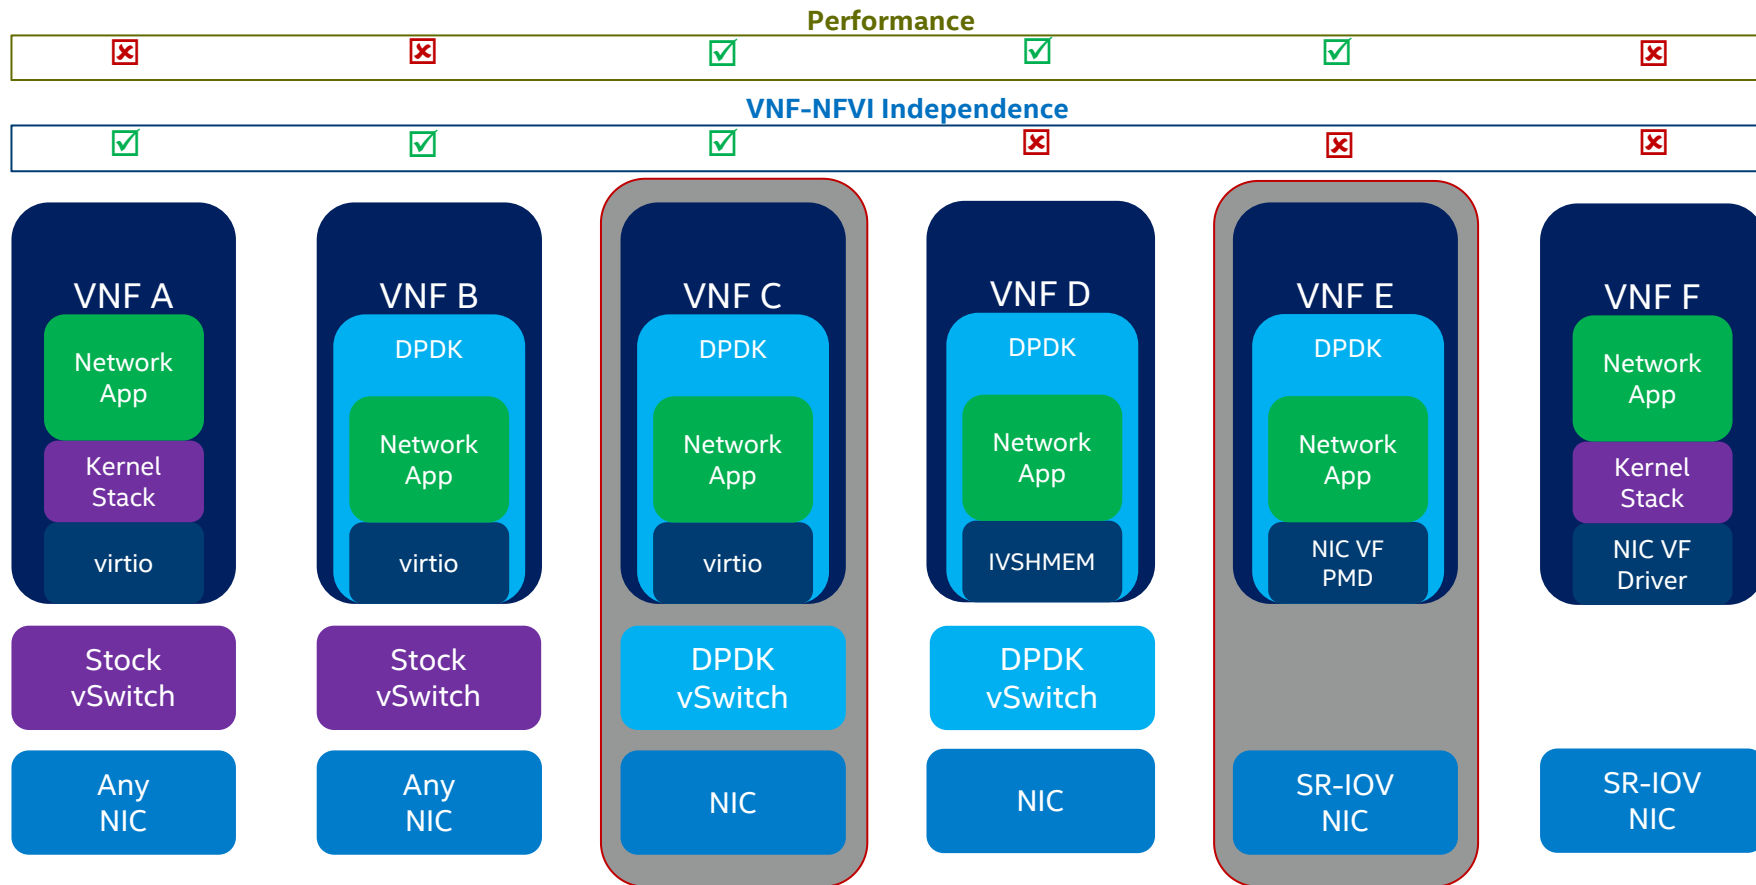 Performance
VNF-NFVI Independence
VNF A
Network
App
Kernel
Stack
virtio
Stock
vSwitch
Any
NIC
VNF B
DPDK
Network
App
virtio
Stock
vSwitch
Any
NIC
VNF C
DPDK
Network
App
virtio
DPDK
vSwitch
NIC
VNF D
DPDK
Network
App
IVSHMEM
DPDK
vSwitch
NIC
VNF E
DPDK
Network
App
NIC VF
PMD
SR-IOV
NIC
VNF F
Network
App
Kernel
Stack
NIC VF
Driver
SR-IOV
NIC